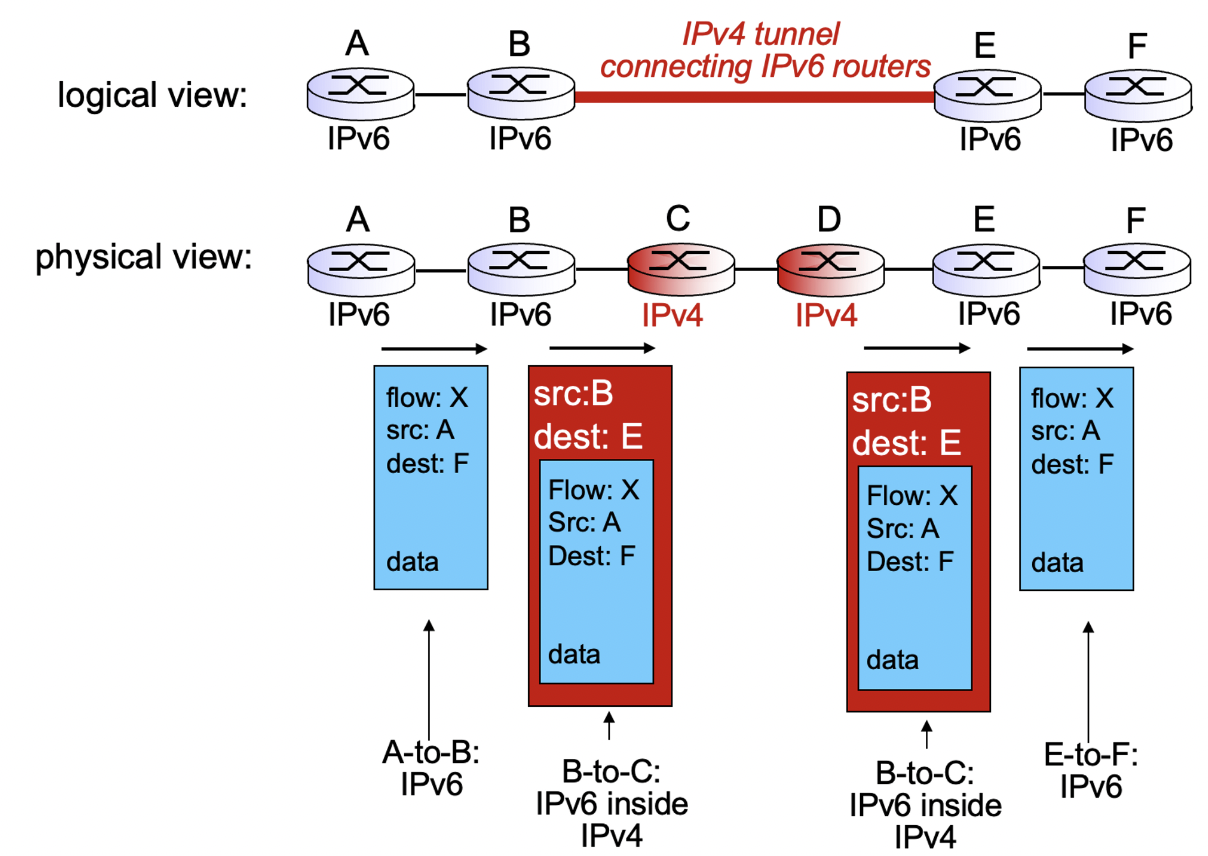 IPv4 tunnel
connecting IPv6 routers
A
B
E
F
logical view:
IPv6
IPv6
IPv6
IPv6
A
B
C
D
E
F
physical view:
IPv6
IPv6
IPv4
IPv4
IPv6
IPv6
flow: X
src: A
dest: F
data
src:B
dest: E
Flow: X
Src: A
Dest: F
data
src:B
dest: E
Flow: X
Src: A
Dest: F
data
flow: X
src: A
dest: F
data
A-to-B:
IPv6
B-to-C:
IPv6 inside
IPv4
B-to-C:
IPv6 inside
IPv4
E-to-F:
IPv6